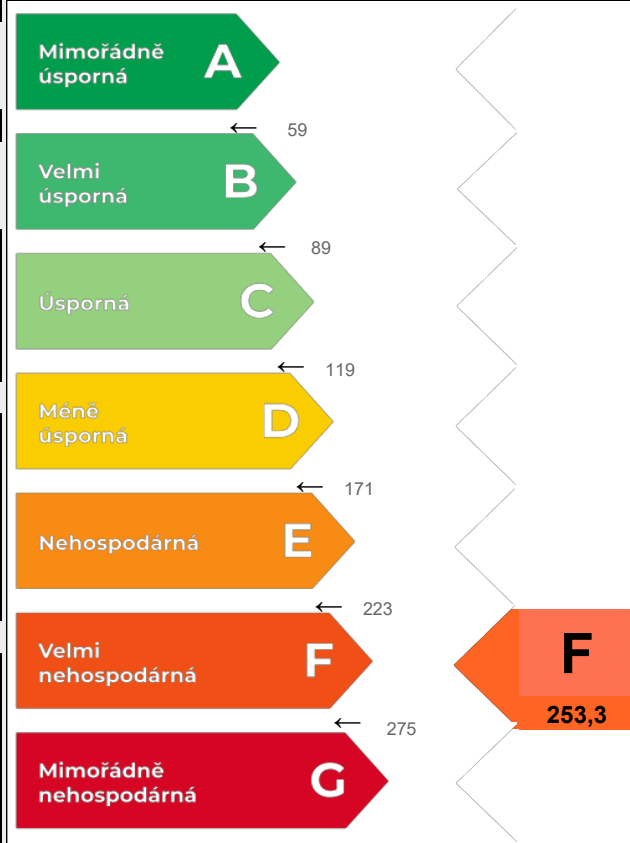 Mimořádně
úsporná
A
← 59
Velmi
úsporná
B
← 89
Úsporná
C
← 119
Méně
úsporná
D
← 171
Nehospodárná
E
← 223
Velmi
nehospodárná
F
F
253,3
← 275
Mimořádně
nehospodárná
G